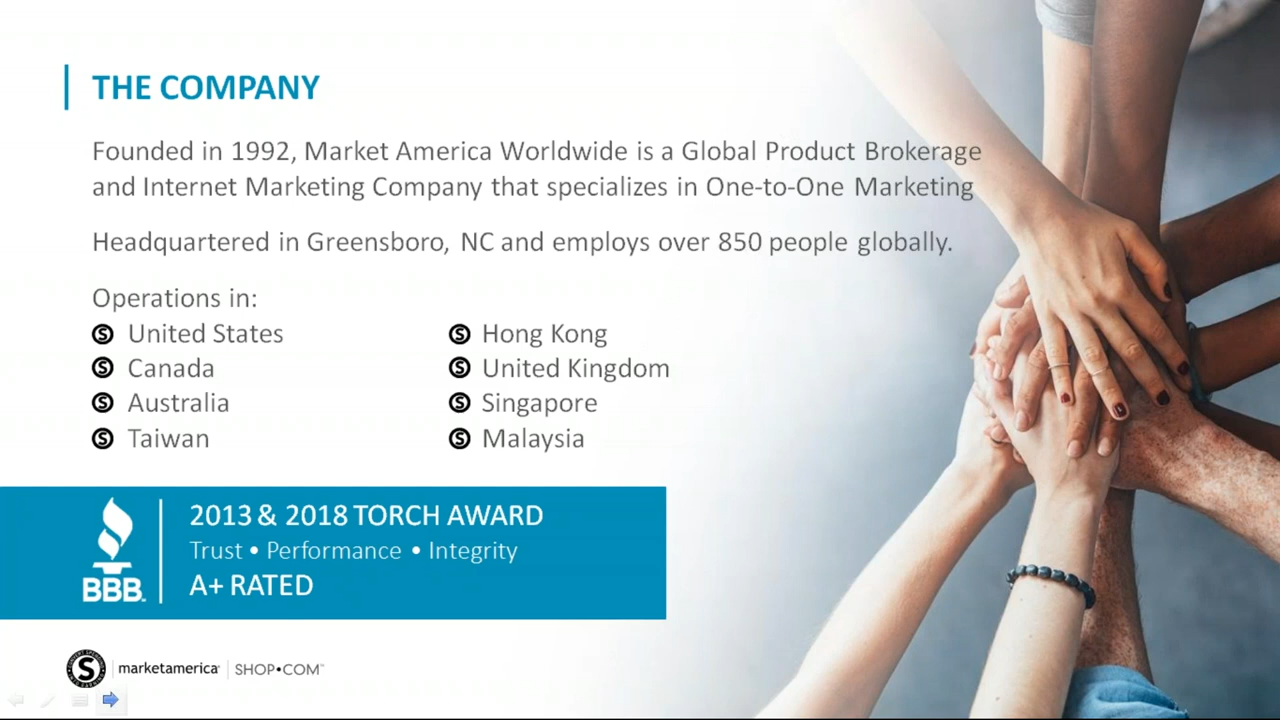 THE COMPANY
Founded in 1992, Market America Worldwide is a Global Product Brokerage
and Internet Marketing Company that specializes in One-to-One Marketing
Headquartered in Greensboro, NC and employs over 850 people globally.
Operations in:
United States
Canada
Australia
Taiwan
Hong Kong
United Kingdom
Singapore
Malaysia
BBB
2013 & 2018 TORCH AWARD
Trust • Performance • Integrity
A+ RATED
S marketamerica SHOP•COM